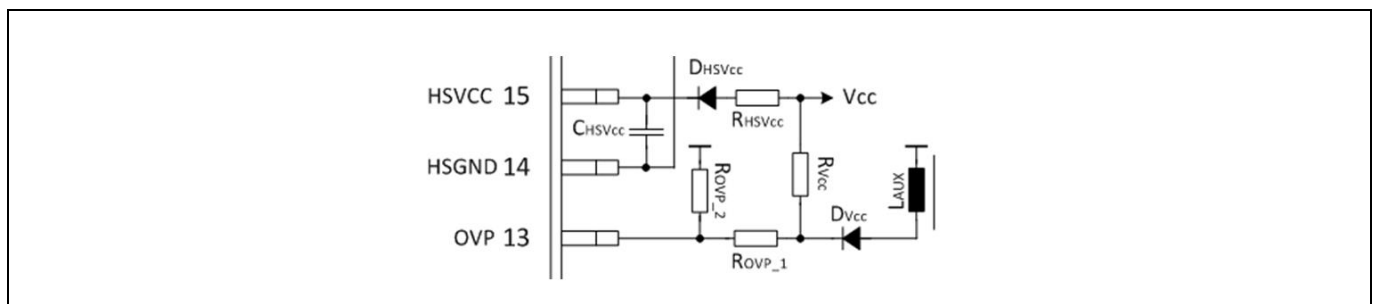 DHSVcc
HSVCC 15
Vcc
RHSVcc
CHSVcc
HSGND 14
ROVP_2
RVcc
LAUX
DVcc
OVP 13
ROVP_1